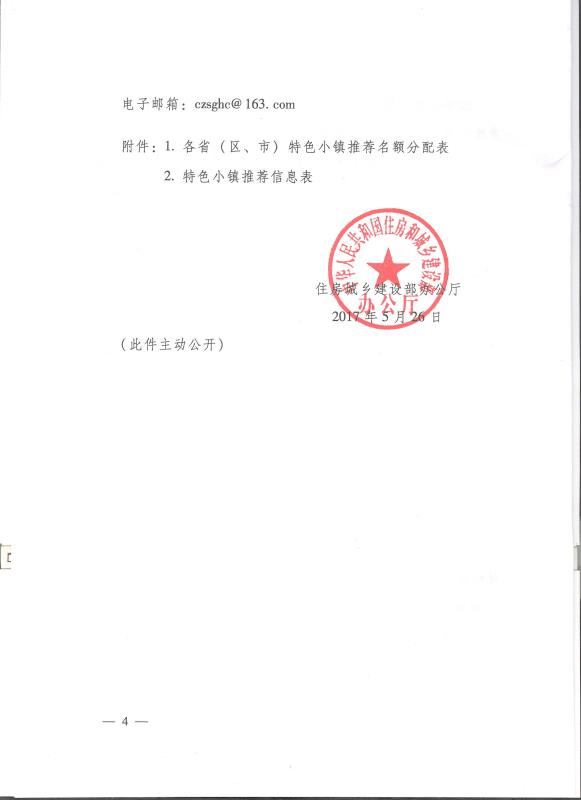 电子邮箱：czsghc@163.com
附件：1. 各省（区、市）特色小镇推荐名额分配表
2. 特色小镇推荐信息表
中华人民共和国住房和城乡建设部
办公厅
住房城乡建设部办公厅
2017年5月26日
（此件主动公开）
— 4 —